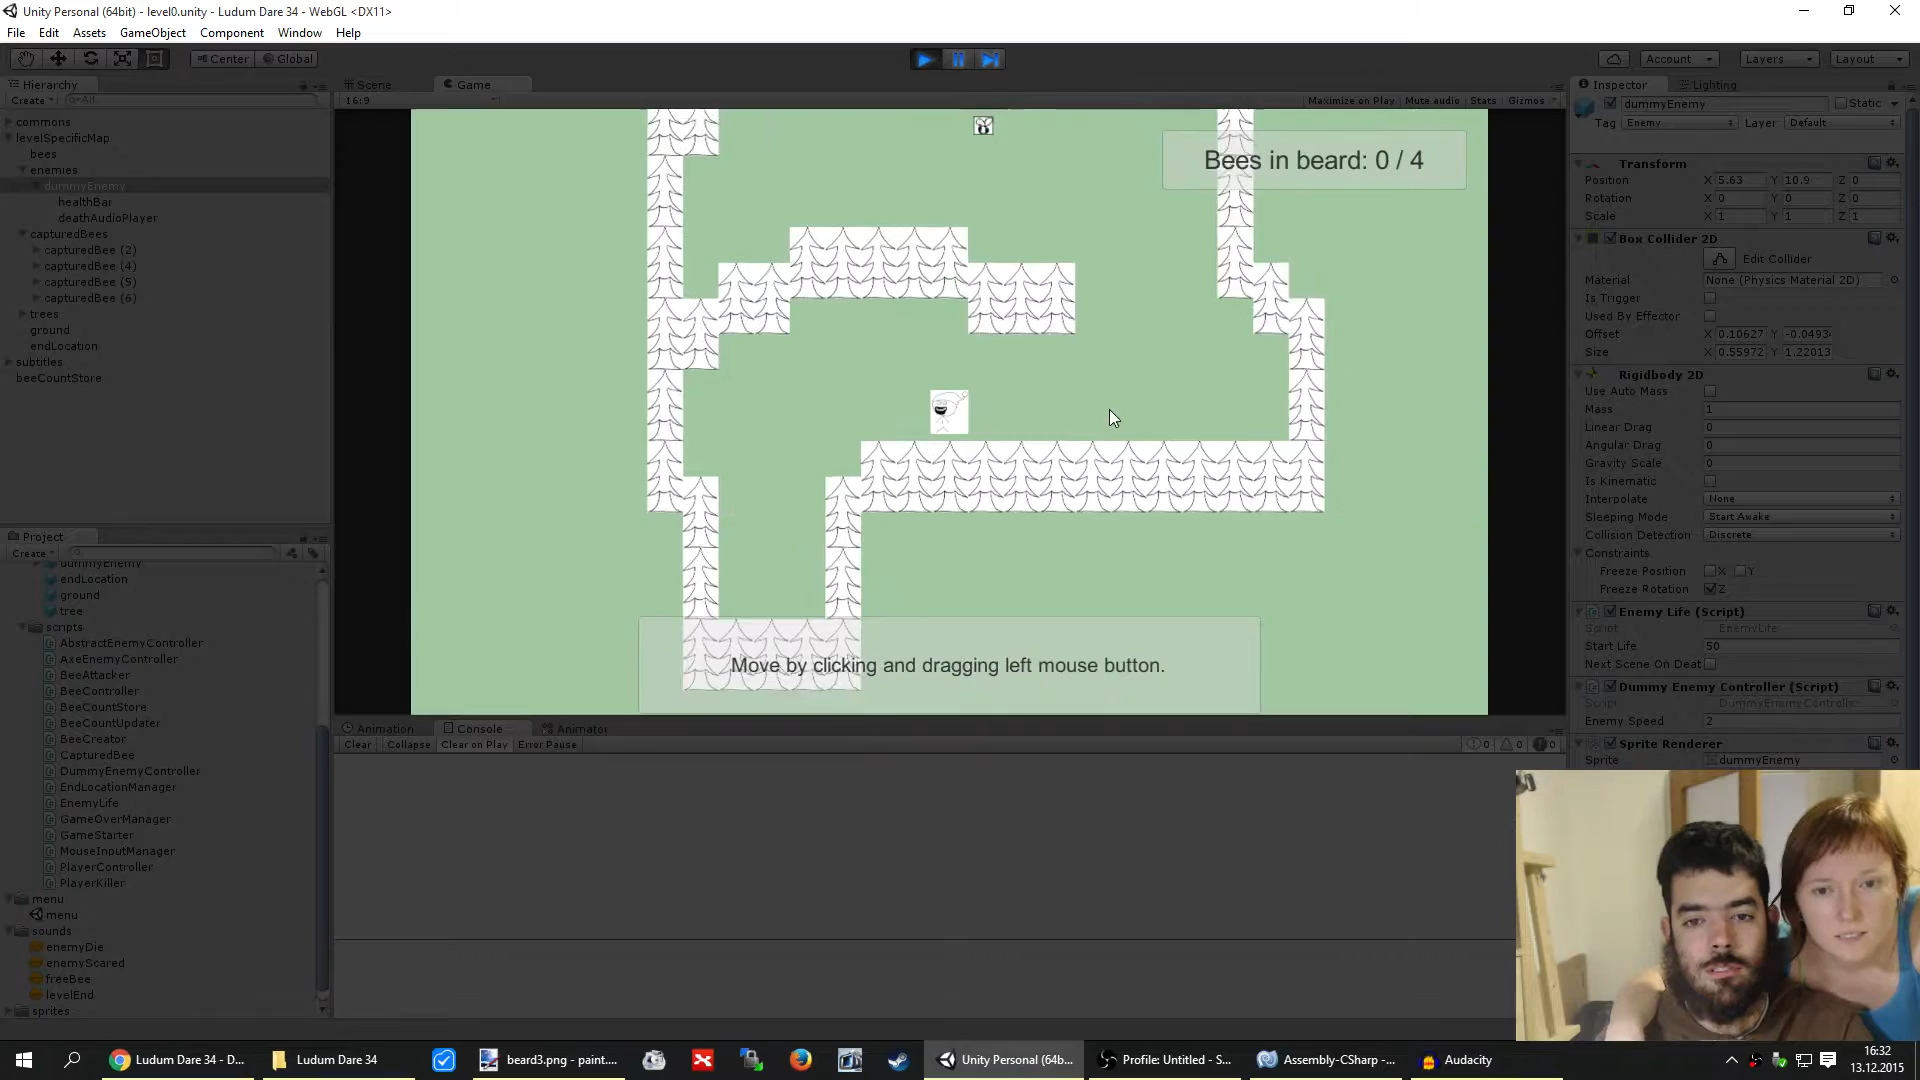 Unity Personal (64bit) - level0.unity - Ludum Dare 34 - WebGL <DX11>
File Edit Assets GameObject Component Window Help
Center Global Account Layers Layout
Hierarchy
Create All
commons
levelSpecificMap
bees
enemies
dummyEnemy
healthBar
deathAudioPlayer
capturedBees
capturedBee (2)
capturedBee (4)
capturedBee (5)
capturedBee (6)
trees
ground
endLocation
subtitles
beeCountStore
Project
Create
dummyEnemy
endLocation
ground
tree
scripts
AbstractEnemyController
AxeEnemyController
BeeAttacker
BeeController
BeeCountStore
BeeCountUpdater
BeeCreator
CapturedBee
DummyEnemyController
EndLocationManager
EnemyLife
GameOverManager
GameStarter
MouseInputManager
PlayerController
PlayerKiller
menu
menu
sounds
enemyDie
enemyScared
freeBee
levelEnd
sprites
Scene Game
16:9 Maximize on Play Mute audio Stats Gizmos
Bees in beard: 0 / 4
Move by clicking and dragging left mouse button.
Animation Console Animator
Clear Collapse Clear on Play Error Pause 0 0 0
Inspector Lighting
dummyEnemy Static
Tag Enemy Layer Default
Transform
Position X 5.63 Y 10.9 Z 0
Rotation X 0 Y 0 Z 0
Scale X 1 Y 1 Z 1
Box Collider 2D
Edit Collider
Material None (Physics Material 2D)
Is Trigger
Used By Effector
Offset X 0.10627 Y -0.0493
Size X 0.55972 Y 1.22013
Rigidbody 2D
Use Auto Mass
Mass 1
Linear Drag 0
Angular Drag 0
Gravity Scale 0
Is Kinematic
Interpolate None
Sleeping Mode Start Awake
Collision Detection Discrete
Constraints
Freeze Position X Y
Freeze Rotation Z
Enemy Life (Script)
Script EnemyLife
Start Life 50
Next Scene On Deat
Dummy Enemy Controller (Script)
Script DummyEnemyControlle
Enemy Speed 2
Sprite Renderer
Sprite dummyEnemy
Ludum Dare 34 - D... Ludum Dare 34 beard3.png - paint.... Unity Personal (64b... Profile: Untitled - S... Assembly-CSharp -... Audacity
16:32
13.12.2015